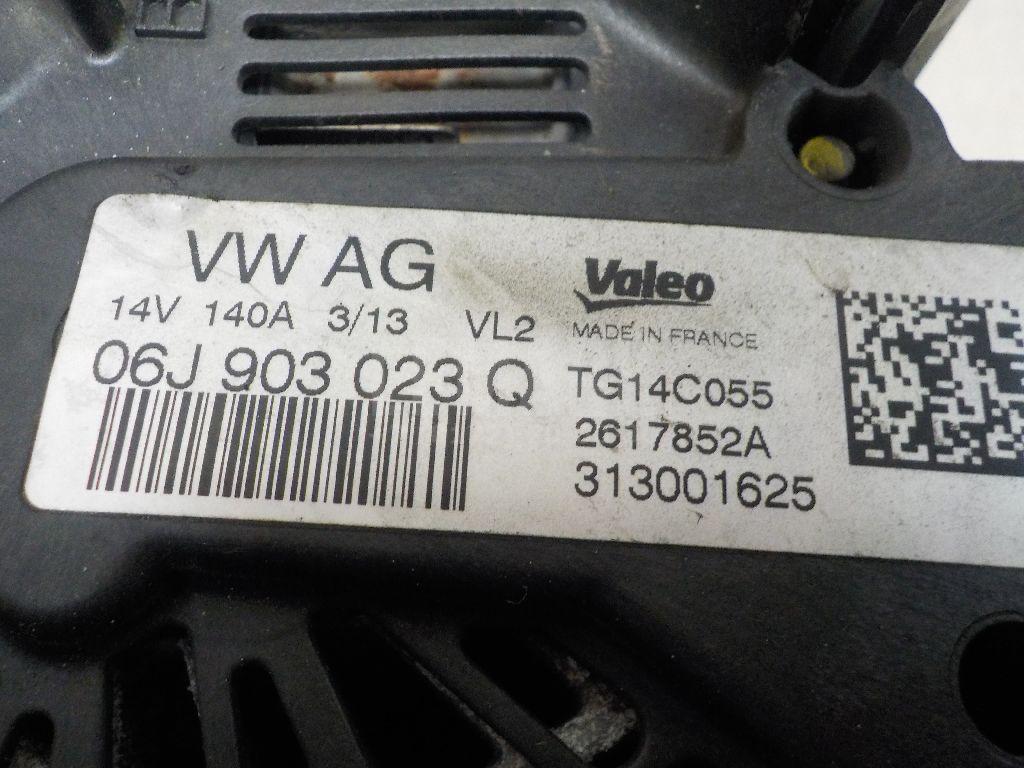 VW AG
14V 140A 3/13 VL2
06J 903 023 Q
Valeo
MADE IN FRANCE
TG14C055
2617852A
313001625